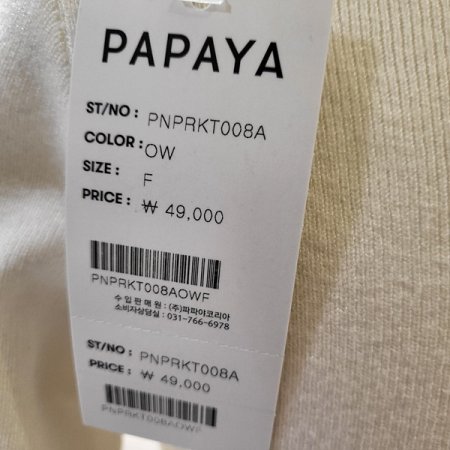 PAPAYA
ST/NO : PNPRKT008A
COLOR : OW
SIZE : F
PRICE : ₩ 49,000
PNPRKT008AOWF
수 입 판 매 원 : (주)파파야코리아
소비자상담실 : 031-766-6978
ST/NO : PNPRKT008A
PRICE : ₩ 49,000
PNPRKT008AOWF